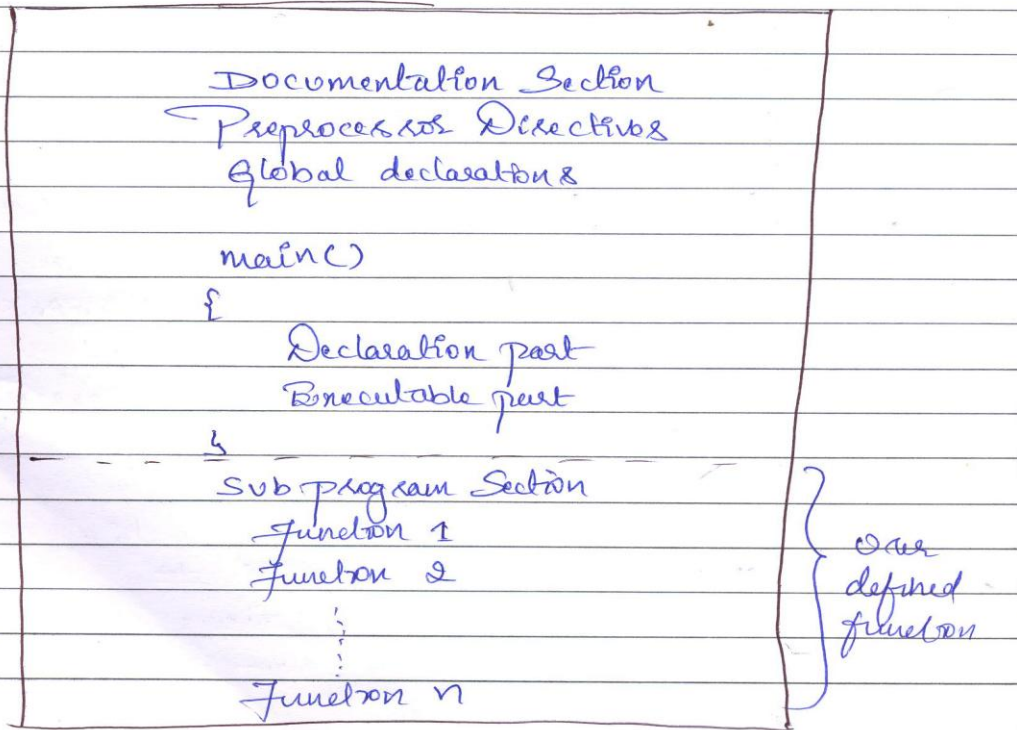 Documentation Section
Preprocessor Directives
Global declarations
main()
{
Declaration part
Executable part
}
Sub program Section
Function 1
Function 2
Function n
defined
function